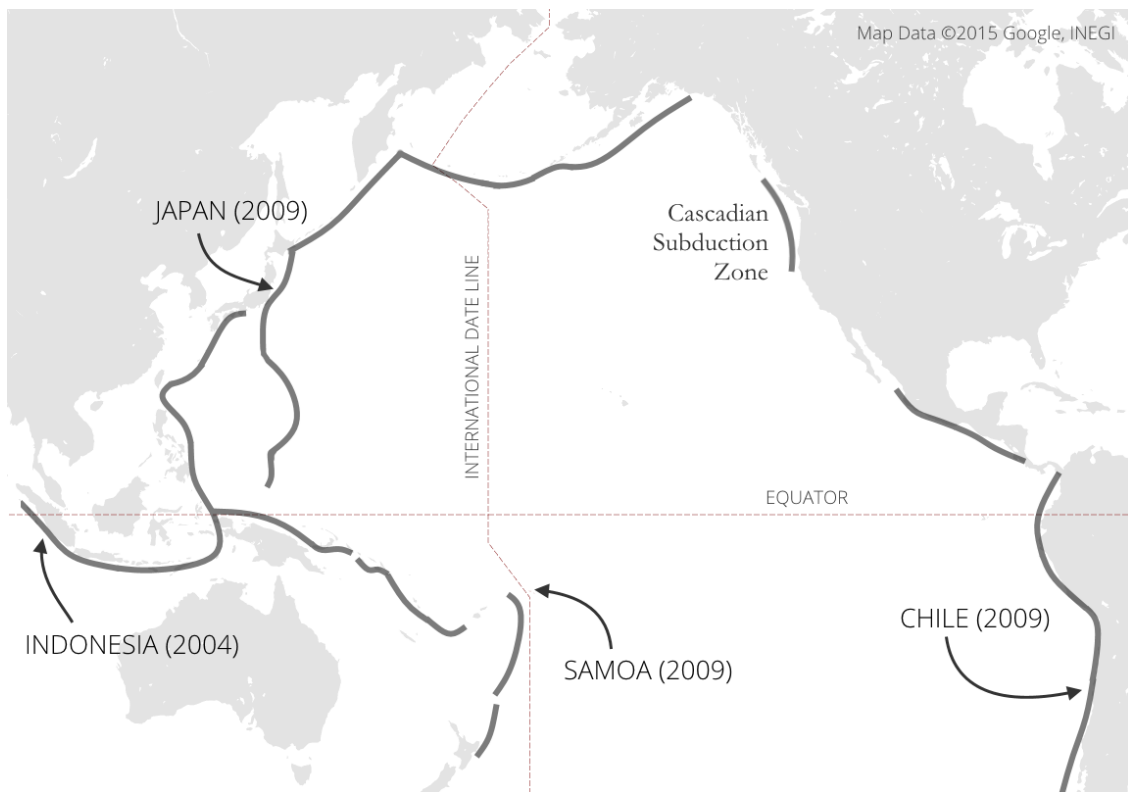 Map Data ©2015 Google, INEGI
JAPAN (2009)
Cascadian
Subduction
Zone
INTERNATIONAL DATE LINE
EQUATOR
INDONESIA (2004)
SAMOA (2009)
CHILE (2009)